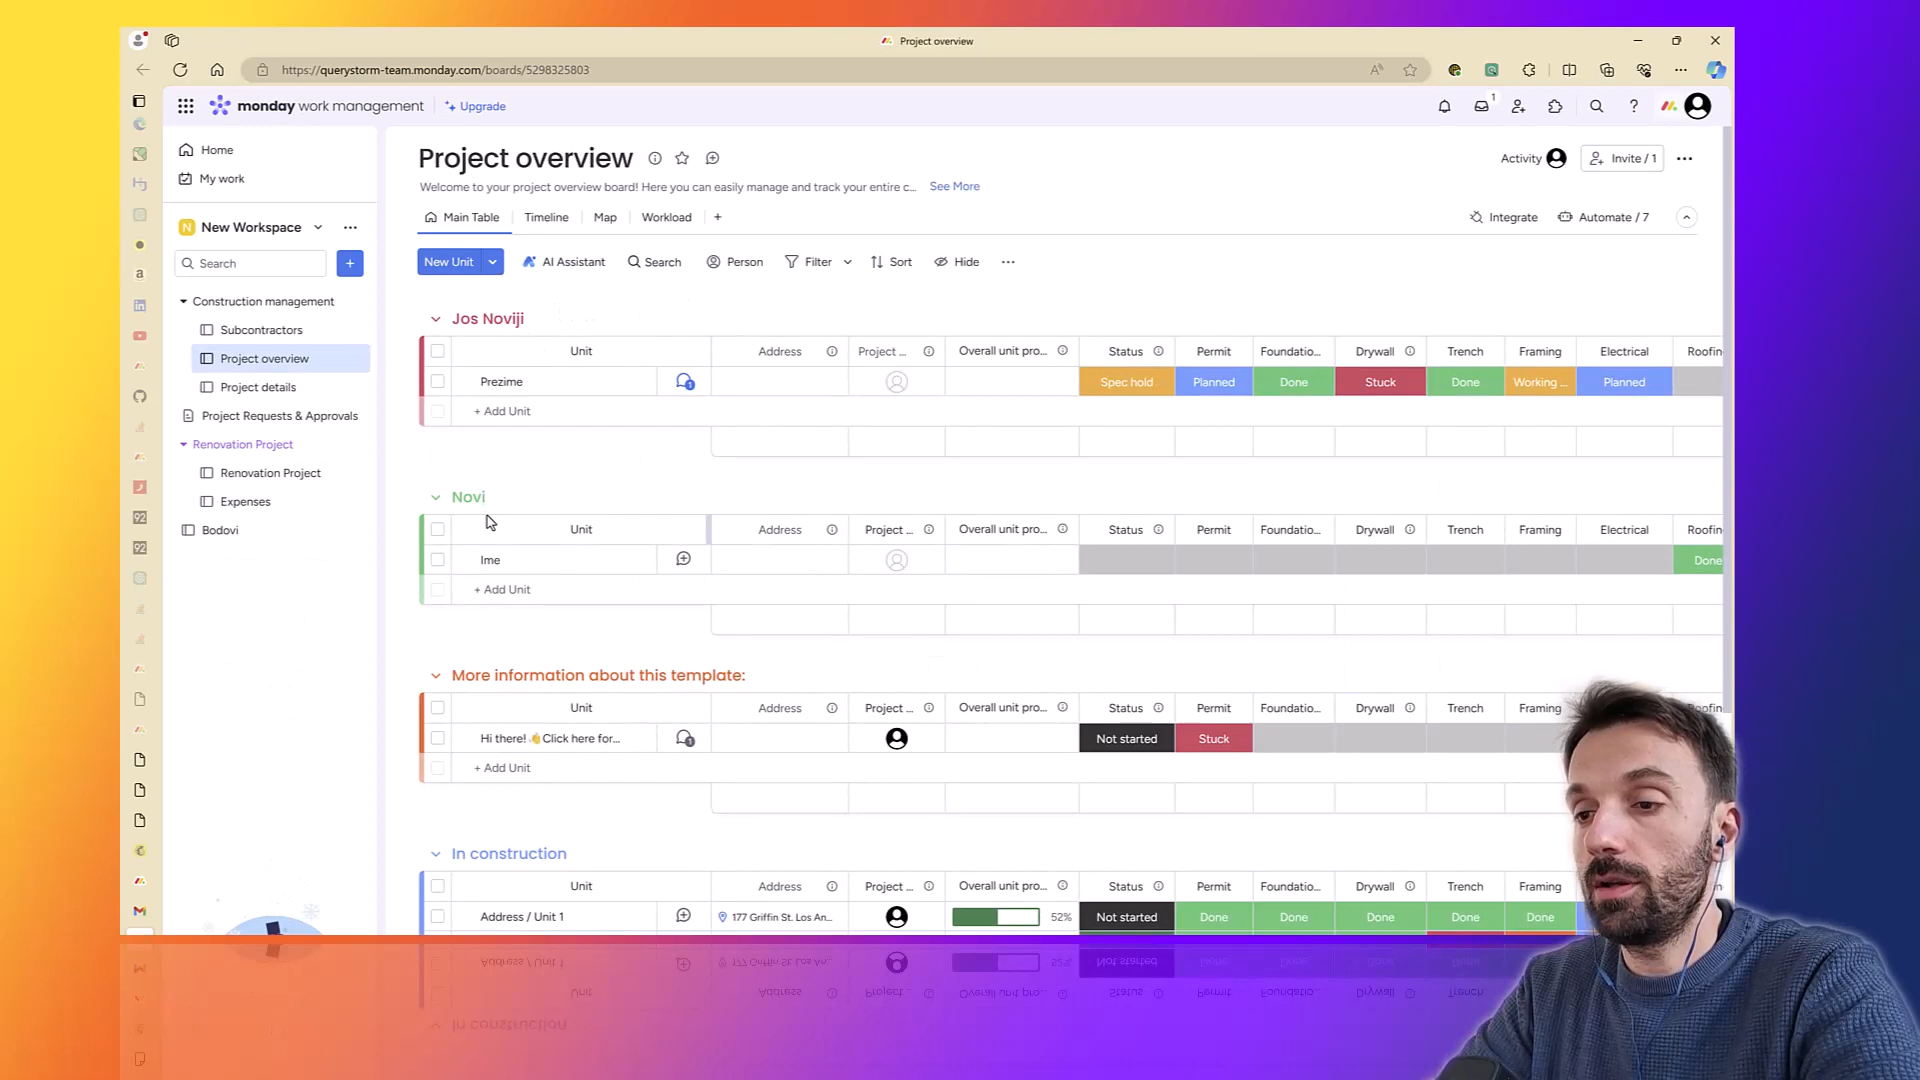 Project overview
https://querystorm-team.monday.com/boards/5298325803
monday work management
Upgrade
1
Home
My work
N New Workspace
Search
Construction management
Subcontractors
Project overview
Project details
Project Requests & Approvals
Renovation Project
Renovation Project
Expenses
Bodovi
Project overview
Activity
Invite / 1
Welcome to your project overview board! Here you can easily manage and track your entire c... See More
Main Table Timeline Map Workload +
Integrate Automate / 7
New Unit AI Assistant Search Person Filter Sort Hide
Jos Noviji
Unit Address Project ... Overall unit pro... Status Permit Foundatio... Drywall Trench Framing Electrical Roofin
Prezime 1 Spec hold Planned Done Stuck Done Working ... Planned
+ Add Unit
Novi
Unit Address Project ... Overall unit pro... Status Permit Foundatio... Drywall Trench Framing Electrical Roofin
Ime Done
+ Add Unit
More information about this template:
Unit Address Project ... Overall unit pro... Status Permit Foundatio... Drywall Trench Framing
Hi there! 👋Click here for... 1 Not started Stuck
+ Add Unit
In construction
Unit Address Project ... Overall unit pro... Status Permit Foundatio... Drywall Trench Framing
Address / Unit 1 177 Griffin St. Los An... 52% Not started Done Done Done Done Done